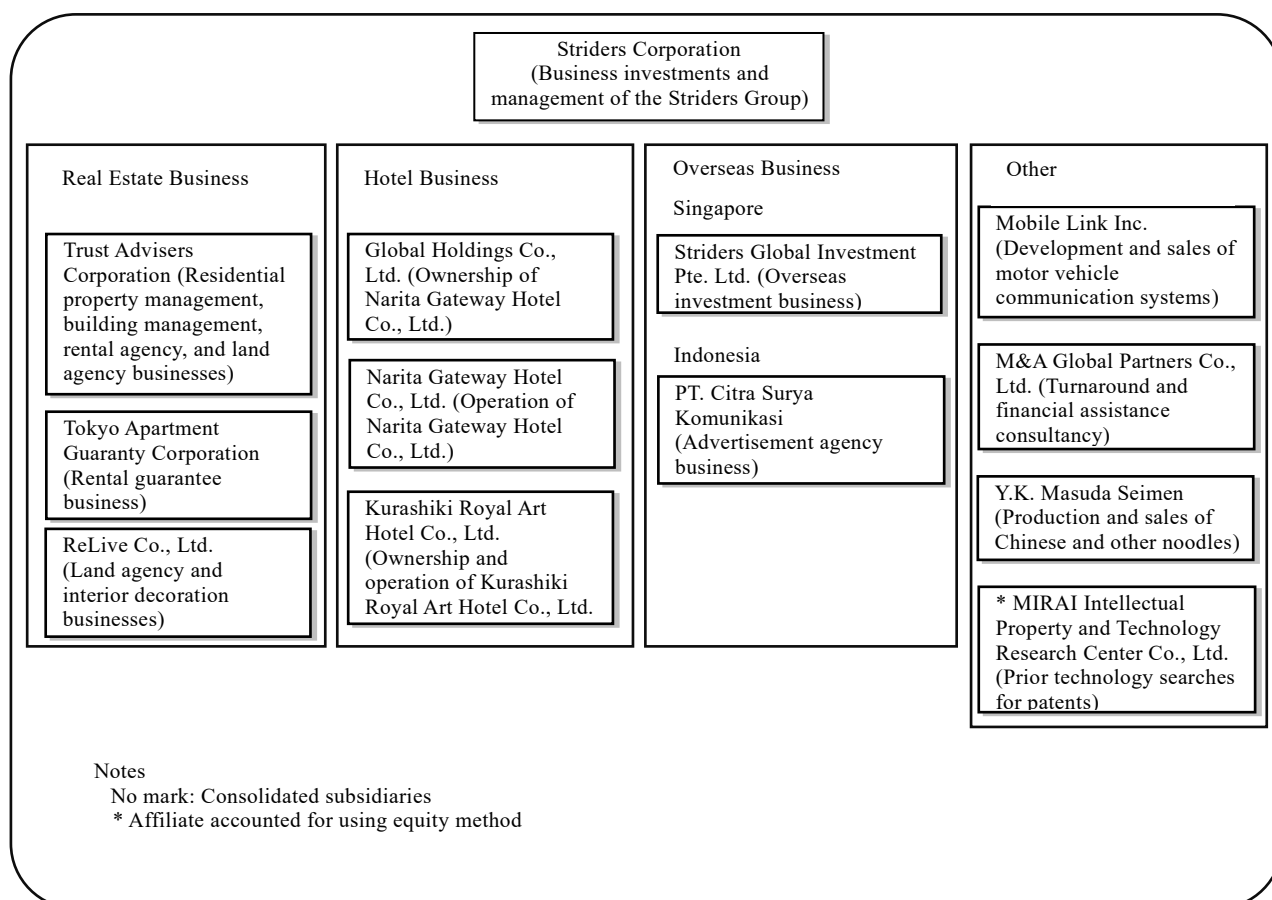 Striders Corporation
(Business investments and
management of the Striders Group)
Real Estate Business
Trust Advisers
Corporation (Residential
property management,
building management,
rental agency, and land
agency businesses)
Tokyo Apartment
Guaranty Corporation
(Rental guarantee
business)
ReLive Co., Ltd.
(Land agency and
interior decoration
businesses)
Hotel Business
Global Holdings Co.,
Ltd. (Ownership of
Narita Gateway Hotel
Co., Ltd.)
Narita Gateway Hotel
Co., Ltd. (Operation of
Narita Gateway Hotel
Co., Ltd.)
Kurashiki Royal Art
Hotel Co., Ltd.
(Ownership and
operation of Kurashiki
Royal Art Hotel Co., Ltd.
Overseas Business
Singapore
Striders Global Investment
Pte. Ltd. (Overseas
investment business)
Indonesia
PT. Citra Surya
Komunikasi
(Advertisement agency
business)
Other
Mobile Link Inc.
(Development and sales of
motor vehicle
communication systems)
M&A Global Partners Co.,
Ltd. (Turnaround and
financial assistance
consultancy)
Y.K. Masuda Seimen
(Production and sales of
Chinese and other noodles)
* MIRAI Intellectual
Property and Technology
Research Center Co., Ltd.
(Prior technology searches
for patents)
Notes
No mark: Consolidated subsidiaries
* Affiliate accounted for using equity method